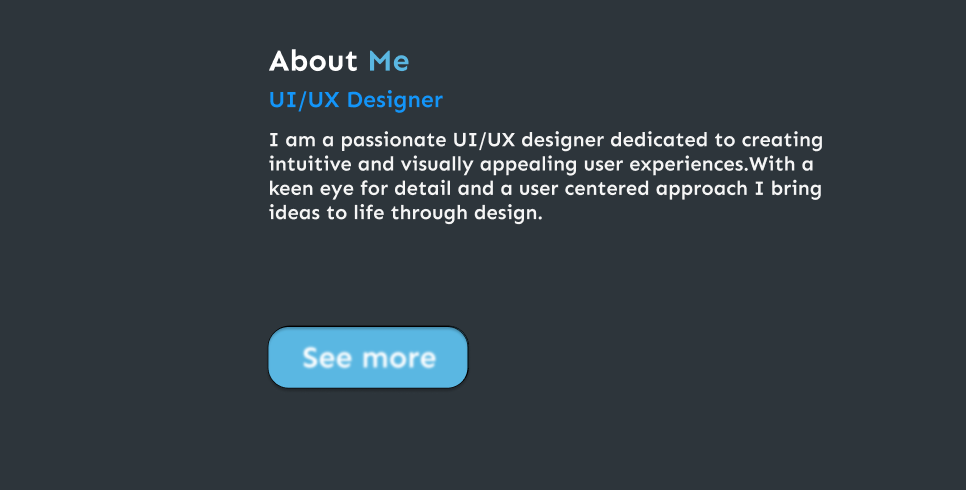 About Me
UI/UX Designer
I am a passionate UI/UX designer dedicated to creating
intuitive and visually appealing user experiences.With a
keen eye for detail and a user centered approach I bring
ideas to life through design.
See more